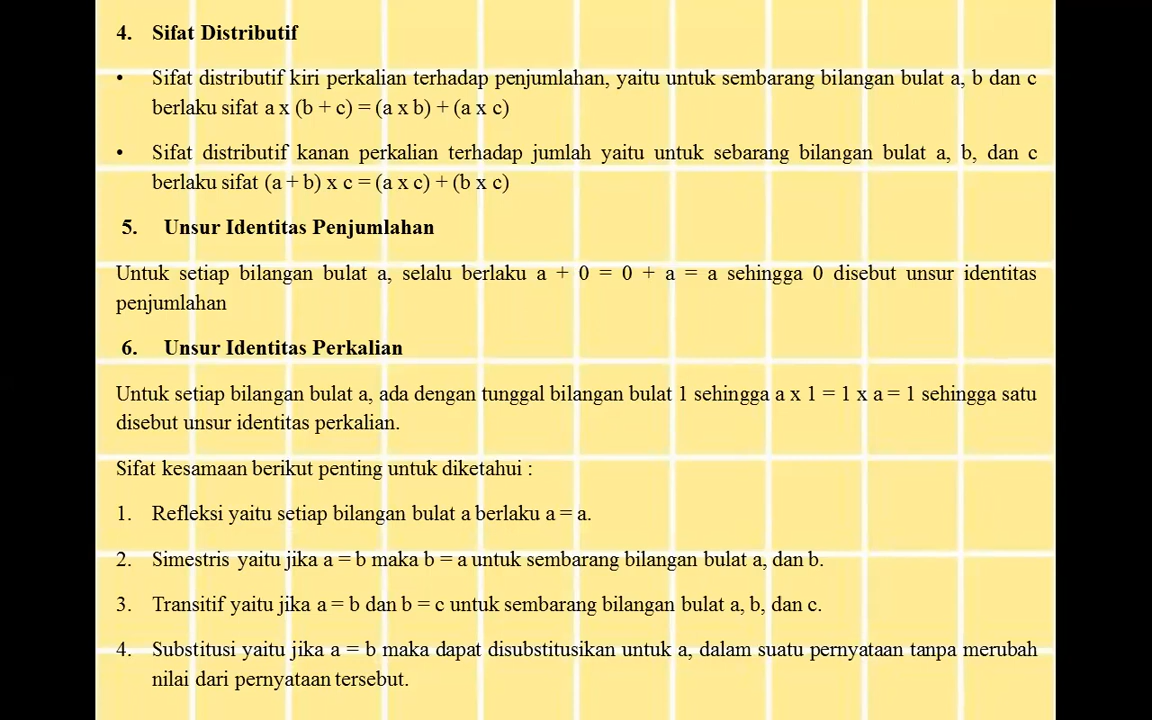 4. Sifat Distributif
• Sifat distributif kiri perkalian terhadap penjumlahan, yaitu untuk sembarang bilangan bulat a, b dan c
berlaku sifat a x (b + c) = (a x b) + (a x c)
• Sifat distributif kanan perkalian terhadap jumlah yaitu untuk sebarang bilangan bulat a, b, dan c
berlaku sifat (a + b) x c = (a x c) + (b x c)
5. Unsur Identitas Penjumlahan
Untuk setiap bilangan bulat a, selalu berlaku a + 0 = 0 + a = a sehingga 0 disebut unsur identitas
penjumlahan
6. Unsur Identitas Perkalian
Untuk setiap bilangan bulat a, ada dengan tunggal bilangan bulat 1 sehingga a x 1 = 1 x a = 1 sehingga satu
disebut unsur identitas perkalian.
Sifat kesamaan berikut penting untuk diketahui :
1. Refleksi yaitu setiap bilangan bulat a berlaku a = a.
2. Simestris yaitu jika a = b maka b = a untuk sembarang bilangan bulat a, dan b.
3. Transitif yaitu jika a = b dan b = c untuk sembarang bilangan bulat a, b, dan c.
4. Substitusi yaitu jika a = b maka dapat disubstitusikan untuk a, dalam suatu pernyataan tanpa merubah
nilai dari pernyataan tersebut.